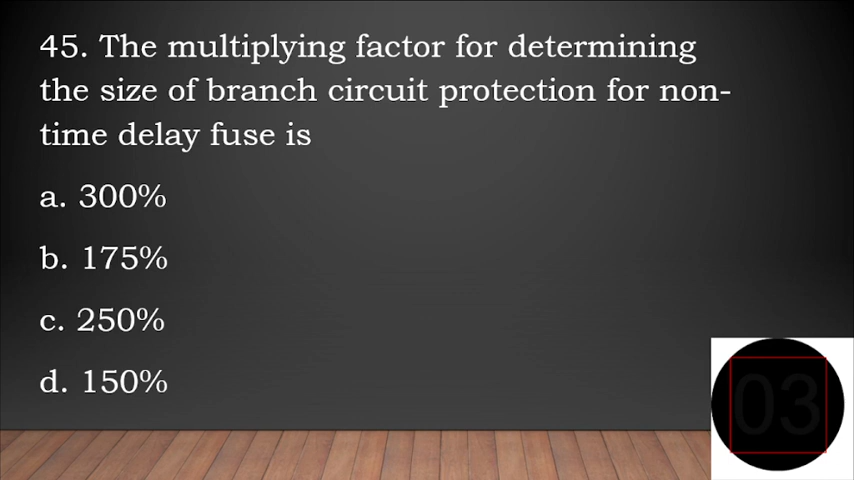 45. The multiplying factor for determining
the size of branch circuit protection for non-
time delay fuse is
a. 300%
b. 175%
c. 250%
d. 150%
03